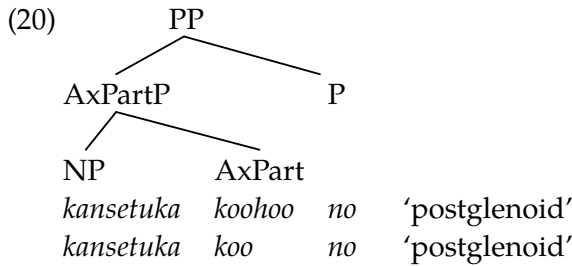 (20) PP
AxPartP P
NP AxPart
kansetuka koohoo no 'postglenoid'
kansetuka koo no 'postglenoid'